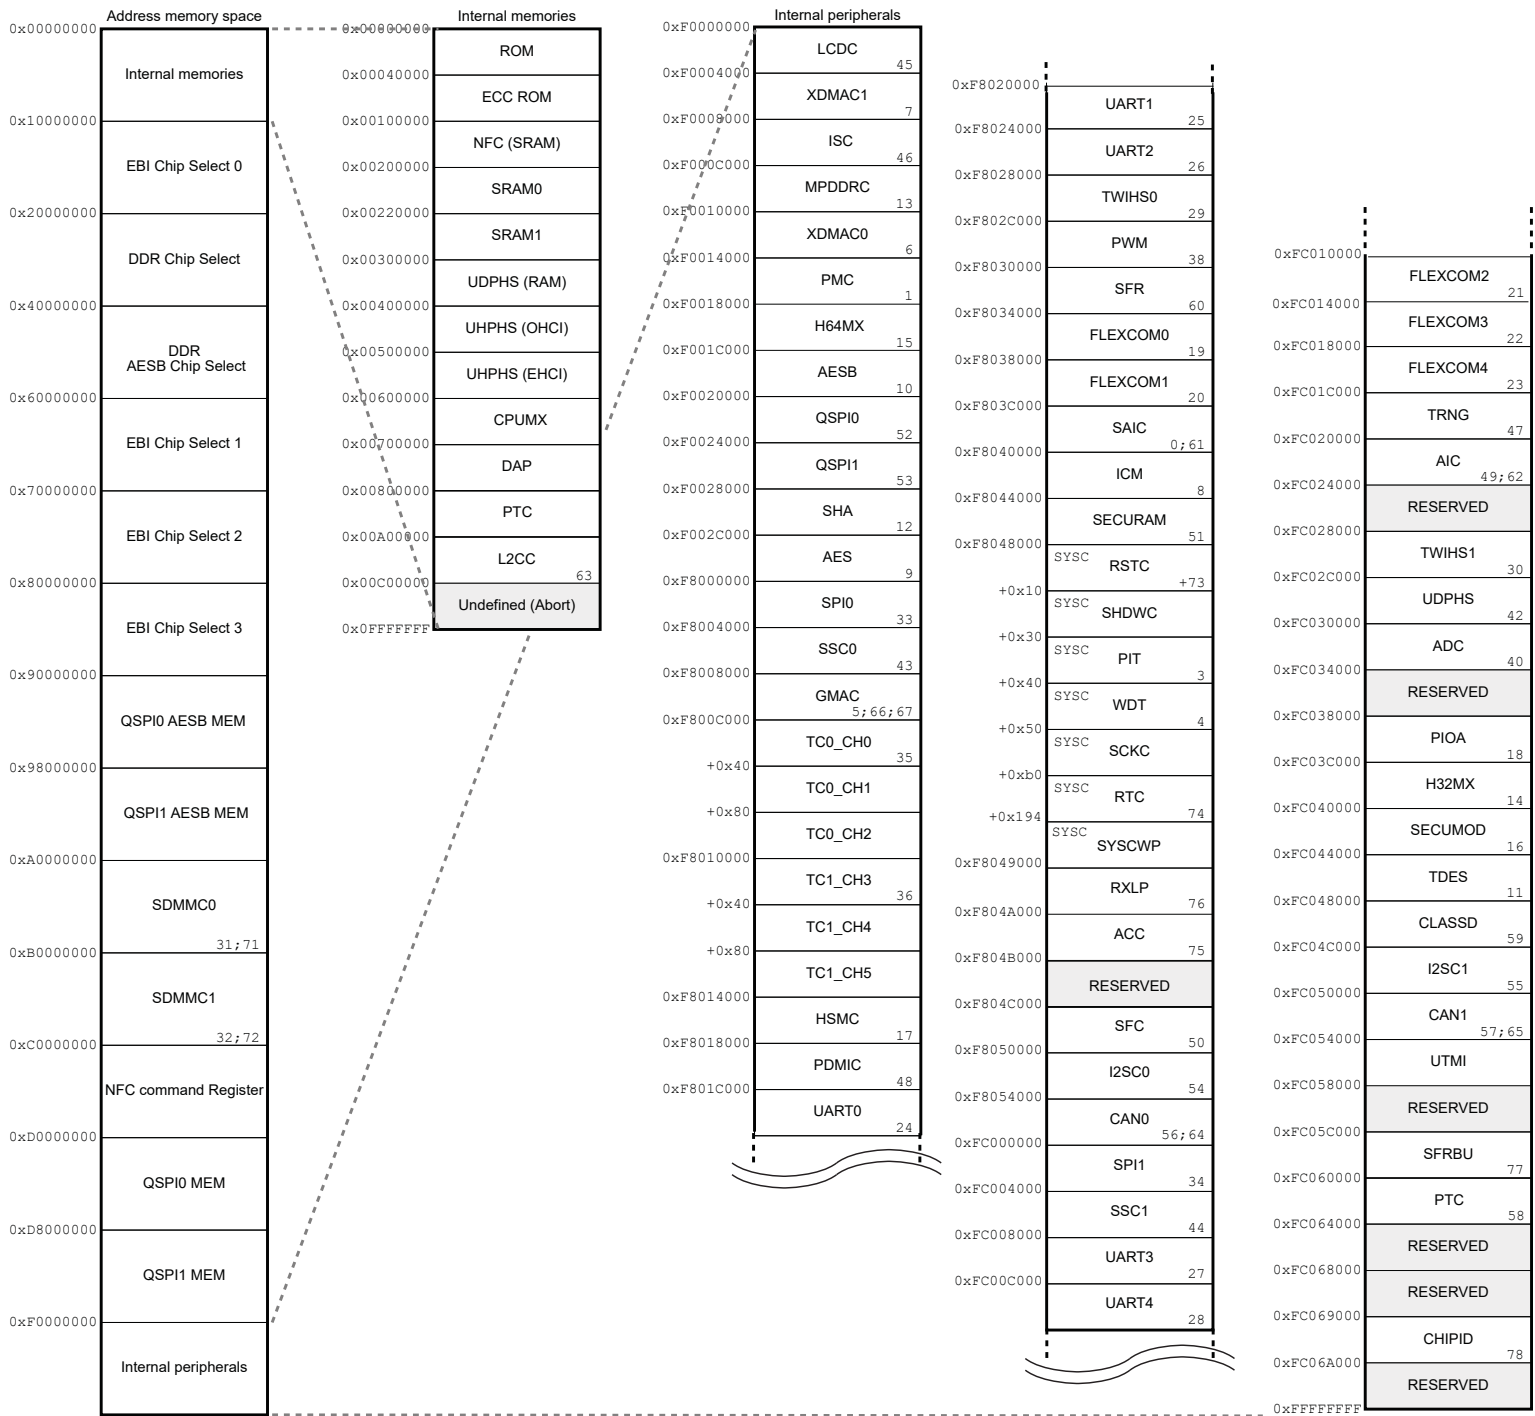 Address memory space
0x00000000
Internal memories
0x10000000
EBI Chip Select 0
0x20000000
DDR Chip Select
0x40000000
DDR
AESB Chip Select
0x60000000
EBI Chip Select 1
0x70000000
EBI Chip Select 2
0x80000000
EBI Chip Select 3
0x90000000
QSPI0 AESB MEM
0x98000000
QSPI1 AESB MEM
0xA0000000
SDMMC0
31;71
0xB0000000
SDMMC1
32;72
0xC0000000
NFC command Register
0xD0000000
QSPI0 MEM
0xD8000000
QSPI1 MEM
0xF0000000
Internal peripherals
Internal memories
0x00000000
ROM
0x00040000
ECC ROM
0x00100000
NFC (SRAM)
0x00200000
SRAM0
0x00220000
SRAM1
0x00300000
UDPHS (RAM)
0x00400000
UHPHS (OHCI)
0x00500000
UHPHS (EHCI)
0x00600000
CPUMX
0x00700000
DAP
0x00800000
PTC
0x00A00000
L2CC
63
0x00C00000
Undefined (Abort)
0x0FFFFFFF
Internal peripherals
0xF0000000
LCDC
45
0xF0004000
XDMAC1
7
0xF0008000
ISC
46
0xF000C000
MPDDRC
13
0xF0010000
XDMAC0
6
0xF0014000
PMC
1
0xF0018000
H64MX
15
0xF001C000
AESB
10
0xF0020000
QSPI0
52
0xF0024000
QSPI1
53
0xF0028000
SHA
12
0xF002C000
AES
9
0xF8000000
SPI0
33
0xF8004000
SSC0
43
0xF8008000
GMAC
5;66;67
0xF800C000
TC0_CH0
35
+0x40
TC0_CH1
+0x80
TC0_CH2
0xF8010000
TC1_CH3
36
+0x40
TC1_CH4
+0x80
TC1_CH5
0xF8014000
HSMC
17
0xF8018000
PDMIC
48
0xF801C000
UART0
24
0xF8020000
UART1
25
0xF8024000
UART2
26
0xF8028000
TWIHS0
29
0xF802C000
PWM
38
0xF8030000
SFR
60
0xF8034000
FLEXCOM0
19
0xF8038000
FLEXCOM1
20
0xF803C000
SAIC
0;61
0xF8040000
ICM
8
0xF8044000
SECURAM
51
0xF8048000
SYSC
RSTC
+73
+0x10
SYSC
SHDWC
+0x30
SYSC
PIT
3
+0x40
SYSC
WDT
4
+0x50
SYSC
SCKC
+0xb0
SYSC
RTC
74
+0x194
SYSC
SYSCWP
0xF8049000
RXLP
76
0xF804A000
ACC
75
0xF804B000
RESERVED
0xF804C000
SFC
50
0xF8050000
I2SC0
54
0xF8054000
CAN0
56;64
0xFC000000
SPI1
34
0xFC004000
SSC1
44
0xFC008000
UART3
27
0xFC00C000
UART4
28
0xFC010000
FLEXCOM2
21
0xFC014000
FLEXCOM3
22
0xFC018000
FLEXCOM4
23
0xFC01C000
TRNG
47
0xFC020000
AIC
49;62
0xFC024000
RESERVED
0xFC028000
TWIHS1
30
0xFC02C000
UDPHS
42
0xFC030000
ADC
40
0xFC034000
RESERVED
0xFC038000
PIOA
18
0xFC03C000
H32MX
14
0xFC040000
SECUMOD
16
0xFC044000
TDES
11
0xFC048000
CLASSD
59
0xFC04C000
I2SC1
55
0xFC050000
CAN1
57;65
0xFC054000
UTMI
0xFC058000
RESERVED
0xFC05C000
SFRBU
77
0xFC060000
PTC
58
0xFC064000
RESERVED
0xFC068000
RESERVED
0xFC069000
CHIPID
78
0xFC06A000
RESERVED
0xFFFFFFFF